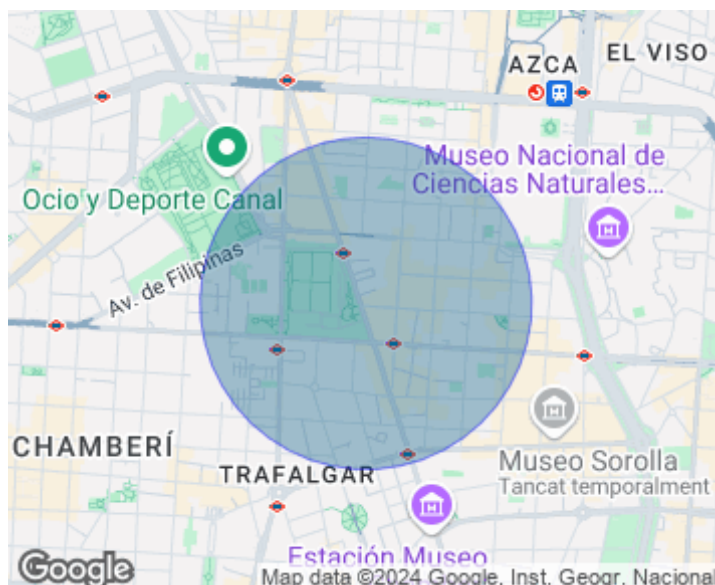 EL VISO
AZCA
Museo Nacional de
Ciencias Naturales...
Ocio y Deporte Canal
Av. de Filipinas
CHAMBERÍ
TRAFALGAR
Museo Sorolla
Tancat temporalment
Estación Museo
Google
Map data ©2024 Google, Inst. Geogr. Nacional